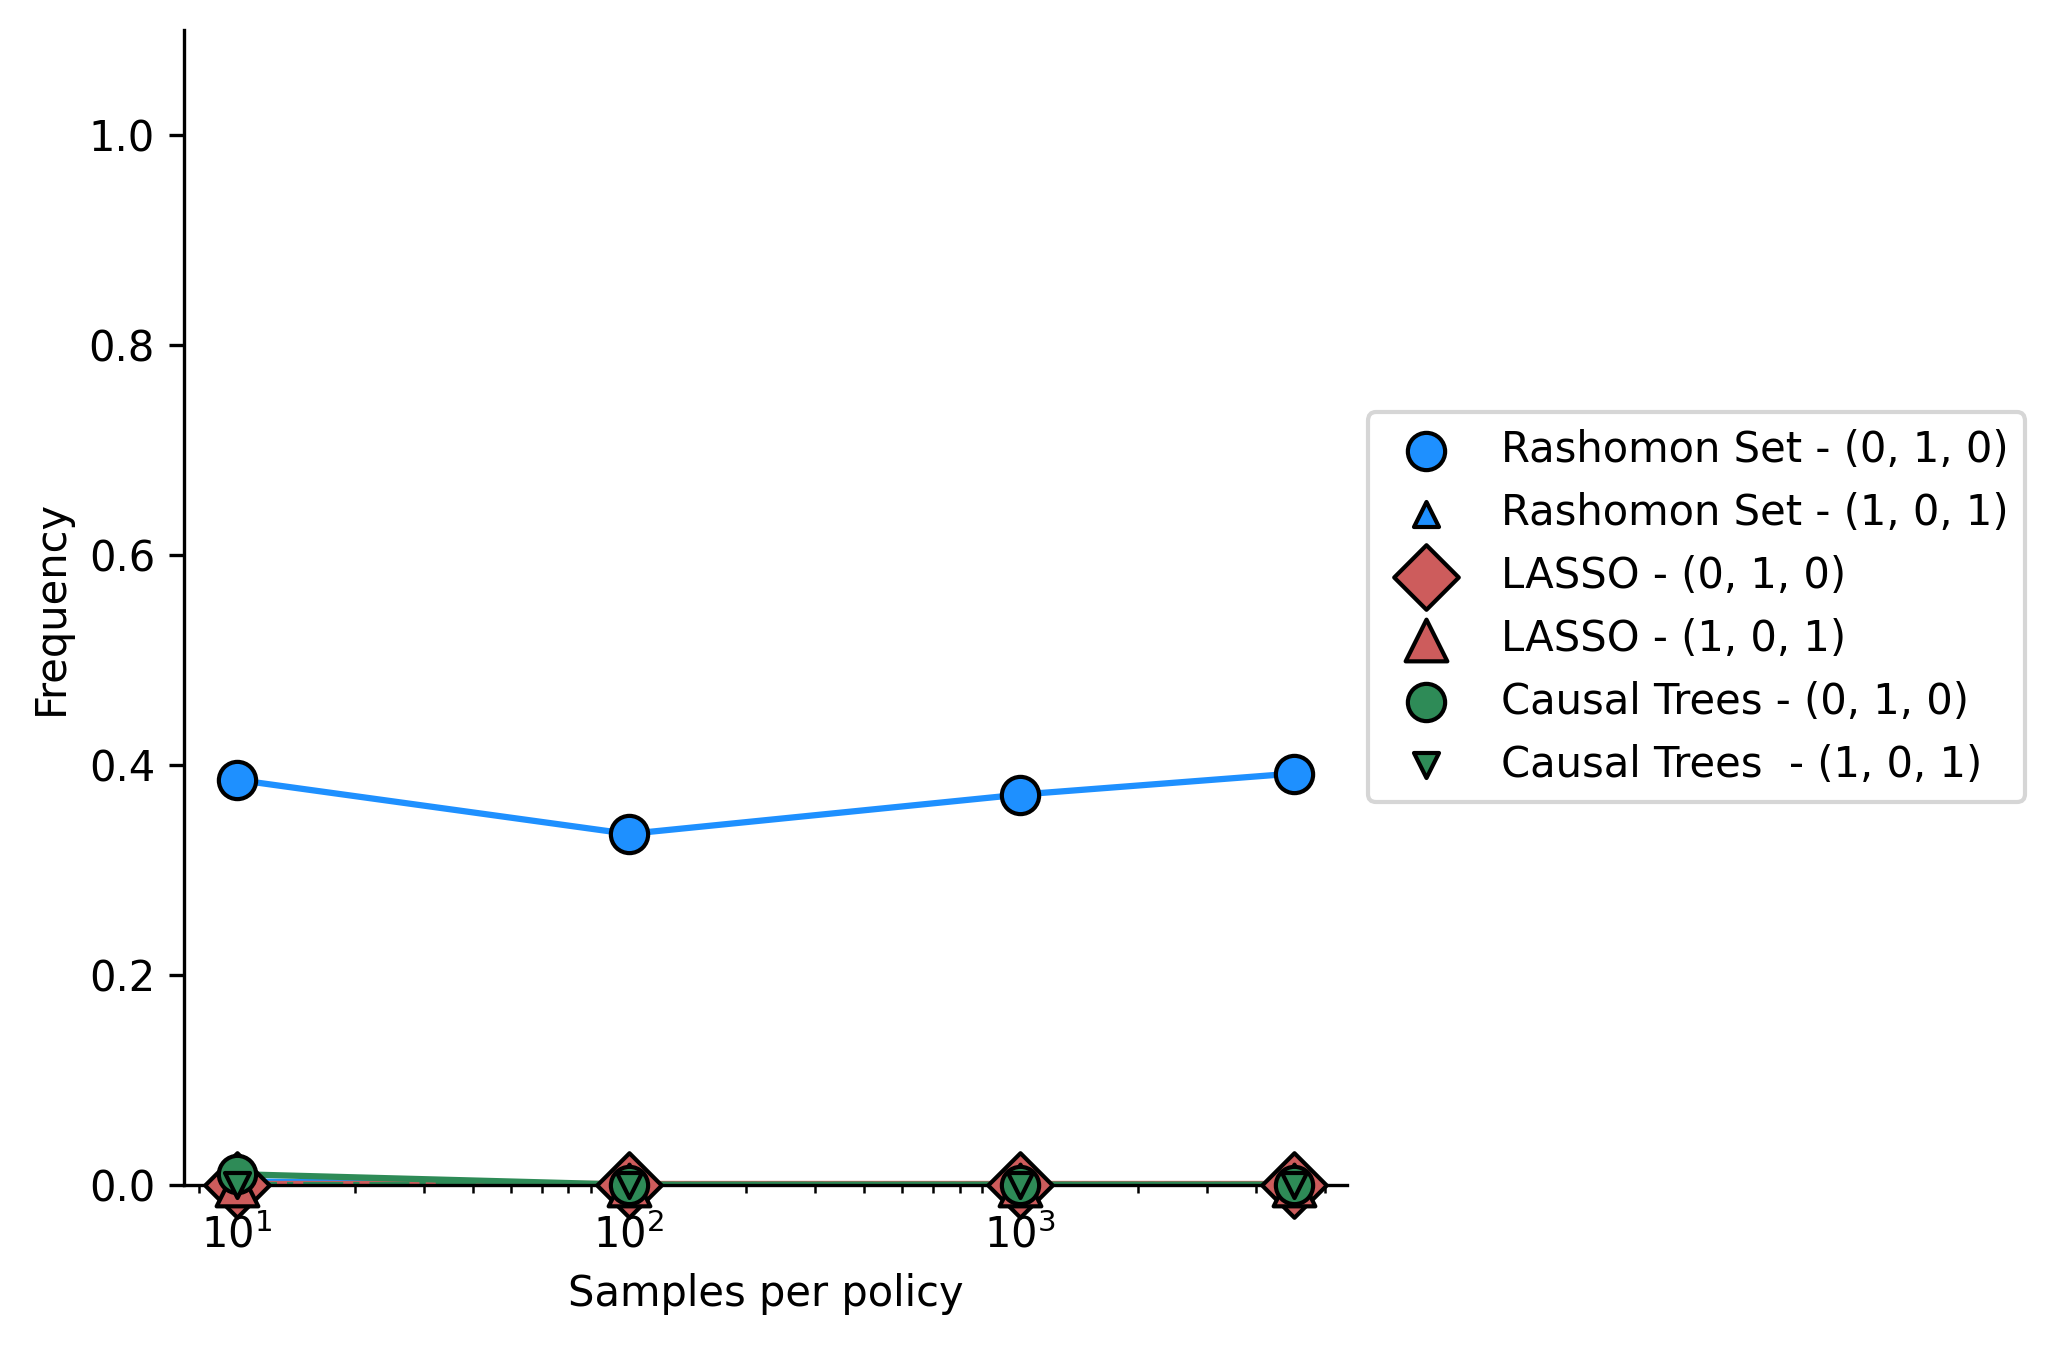 1.0
0.8
0.6
0.4
0.2
0.0
Frequency
10¹
10²
10³
Samples per policy
Rashomon Set - (0, 1, 0)
Rashomon Set - (1, 0, 1)
LASSO - (0, 1, 0)
LASSO - (1, 0, 1)
Causal Trees - (0, 1, 0)
Causal Trees  - (1, 0, 1)